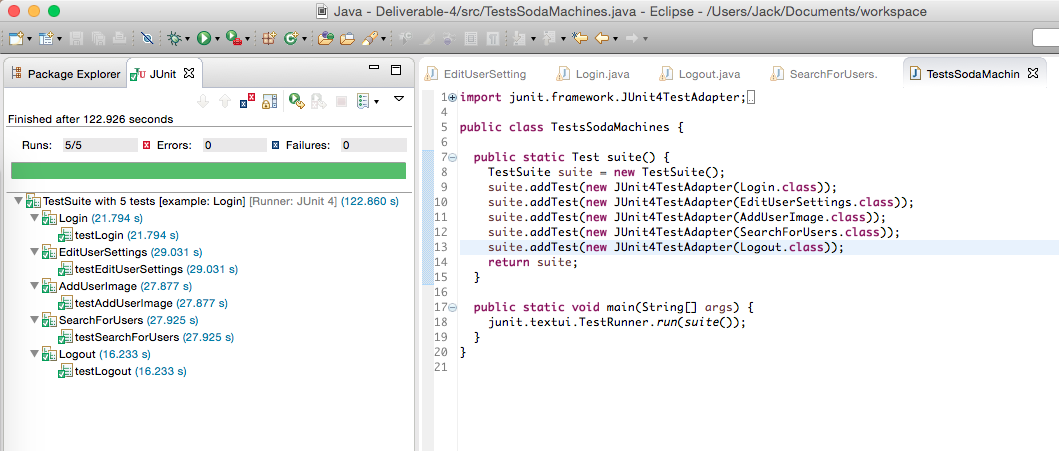 Java - Deliverable-4/src/TestsSodaMachines.java - Eclipse - /Users/Jack/Documents/workspace
Package Explorer
JUnit
Finished after 122.926 seconds
Runs: 5/5 Errors: 0 Failures: 0
TestSuite with 5 tests [example: Login] [Runner: JUnit 4] (122.860 s)
Login (21.794 s)
testLogin (21.794 s)
EditUserSettings (29.031 s)
testEditUserSettings (29.031 s)
AddUserImage (27.877 s)
testAddUserImage (27.877 s)
SearchForUsers (27.925 s)
testSearchForUsers (27.925 s)
Logout (16.233 s)
testLogout (16.233 s)
EditUserSetting Login.java Logout.java SearchForUsers. TestsSodaMachin
1 import junit.framework.JUnit4TestAdapter;
4
5 public class TestsSodaMachines {
6
7 public static Test suite() {
8 TestSuite suite = new TestSuite();
9 suite.addTest(new JUnit4TestAdapter(Login.class));
10 suite.addTest(new JUnit4TestAdapter(EditUserSettings.class));
11 suite.addTest(new JUnit4TestAdapter(AddUserImage.class));
12 suite.addTest(new JUnit4TestAdapter(SearchForUsers.class));
13 suite.addTest(new JUnit4TestAdapter(Logout.class));
14 return suite;
15 }
16
17 public static void main(String[] args) {
18 junit.textui.TestRunner.run(suite());
19 }
20 }
21